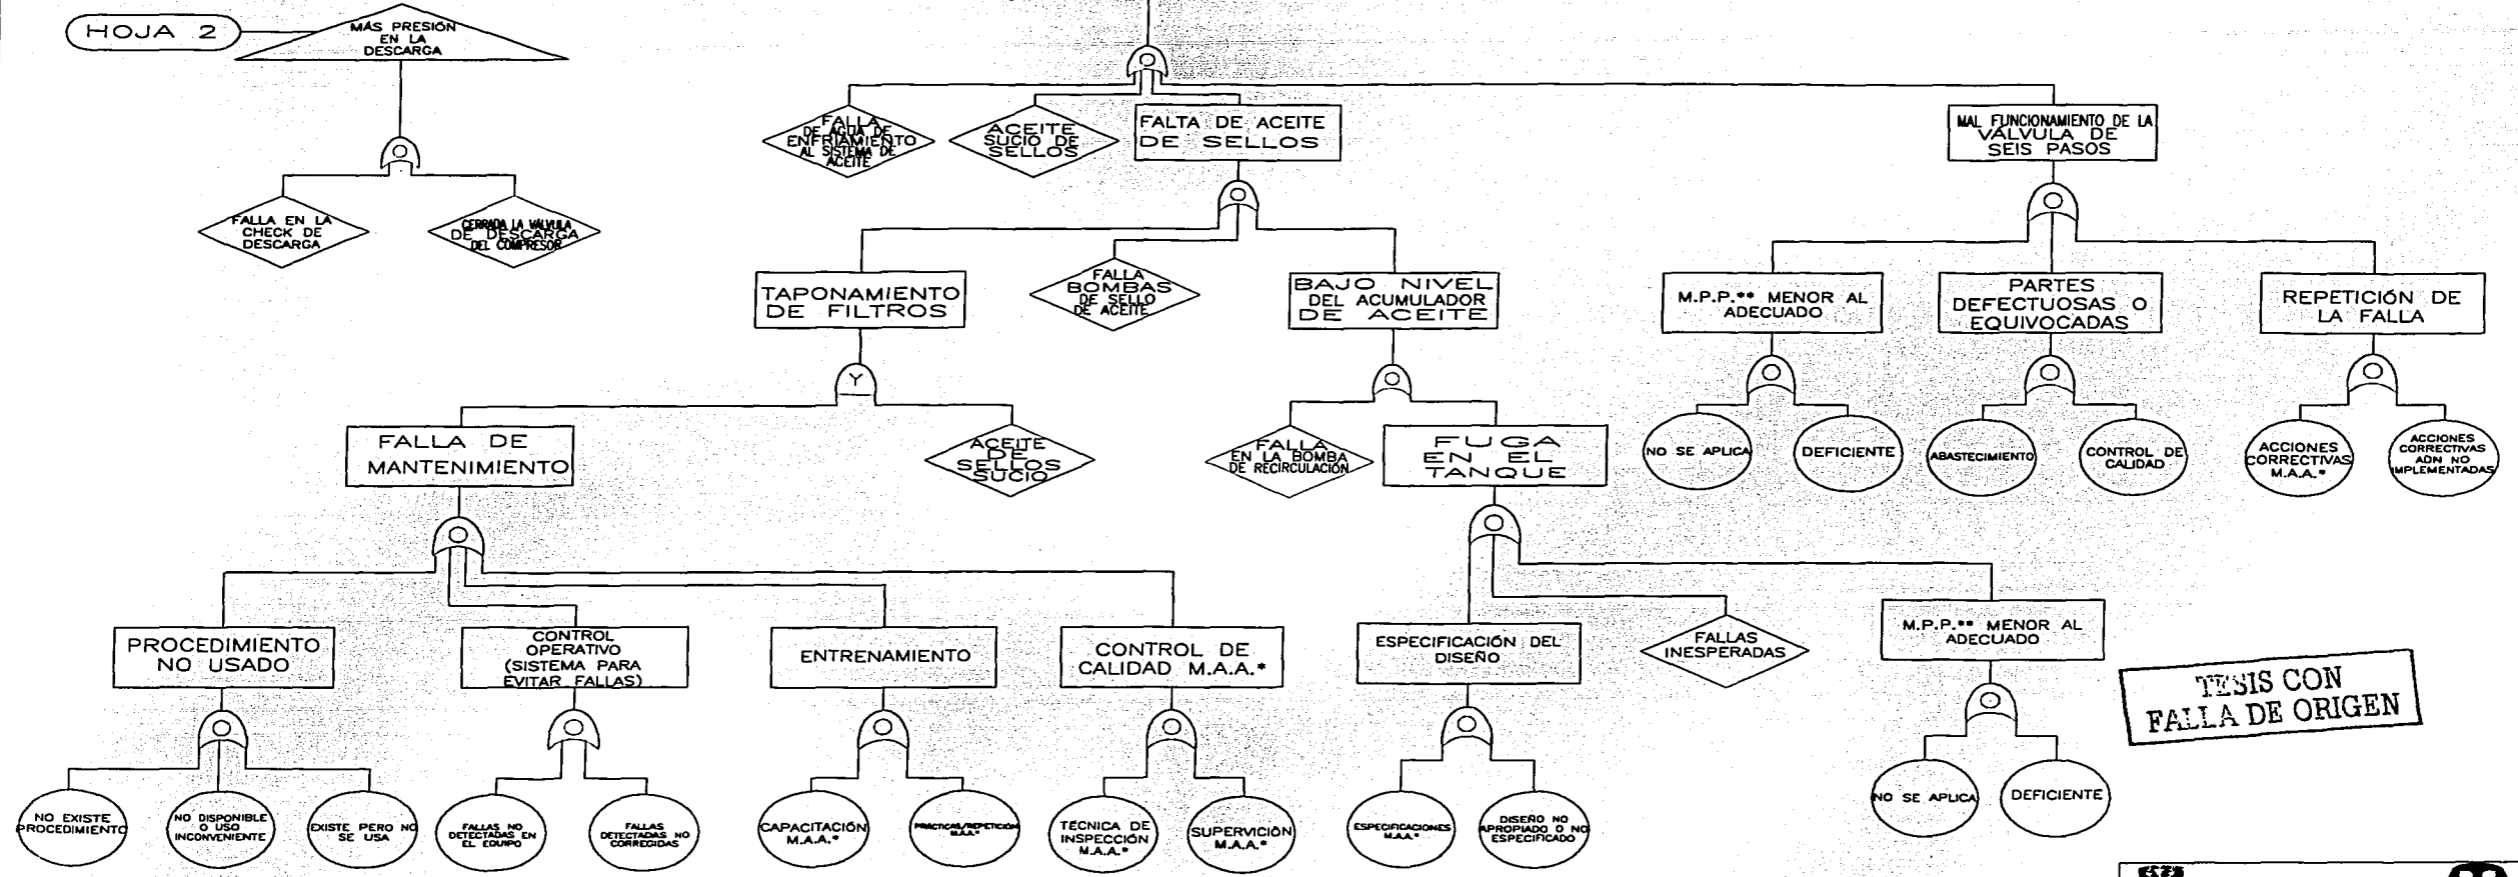 HOJA 2
MÁS PRESIÓN
EN LA
DESCARGA
O
FALLA EN LA
CHECK DE
DESCARGA
CERRADA LA VÁLVULA
DE DESCARGA
DEL COMPRESOR
O
FALLA
DE AGUA DE
ENFRIAMIENTO
AL SISTEMA DE
ACEITE
ACEITE
SUCIO DE
SELLOS
FALTA DE ACEITE
DE SELLOS
MAL FUNCIONAMIENTO DE LA
VÁLVULA DE
SEIS PASOS
O
O
TAPONAMIENTO
DE FILTROS
FALLA
BOMBAS
DE SELLO
DE ACEITE
BAJO NIVEL
DEL ACUMULADOR
DE ACEITE
M.P.P.** MENOR AL
ADECUADO
PARTES
DEFECTUOSAS O
EQUIVOCADAS
REPETICIÓN DE
LA FALLA
Y
O
O
O
O
FALLA DE
MANTENIMIENTO
ACEITE
DE
SELLOS
SUCIO
FALLA
EN LA BOMBA
DE RECIRCULACIÓN
FUGA
EN EL
TANQUE
NO SE APLICA
DEFICIENTE
ABASTECIMIENTO
CONTROL DE
CALIDAD
ACCIONES
CORRECTIVAS
M.A.A.*
ACCIONES
CORRECTIVAS
ADN NO
IMPLEMENTADAS
O
O
PROCEDIMIENTO
NO USADO
CONTROL
OPERATIVO
(SISTEMA PARA
EVITAR FALLAS)
ENTRENAMIENTO
CONTROL DE
CALIDAD M.A.A.*
ESPECIFICACIÓN DEL
DISEÑO
FALLAS
INESPERADAS
M.P.P.** MENOR AL
ADECUADO
O
O
O
O
O
O
NO EXISTE
PROCEDIMIENTO
NO DISPONIBLE
O USO
INCONVENIENTE
EXISTE PERO NO
SE USA
FALLAS NO
DETECTADAS EN
EL EQUIPO
FALLAS
DETECTADAS NO
CORREGIDAS
CAPACITACIÓN
M.A.A.*
PRACTICAS/REPETICIÓN
M.A.A.*
TÉCNICA DE
INSPECCIÓN
M.A.A.*
SUPERVICIÓN
M.A.A.*
ESPECIFICACIONES
M.A.A.*
DISEÑO NO
APROPIADO O NO
ESPECIFICADO
NO SE APLICA
DEFICIENTE
TESIS CON
FALLA DE ORIGEN